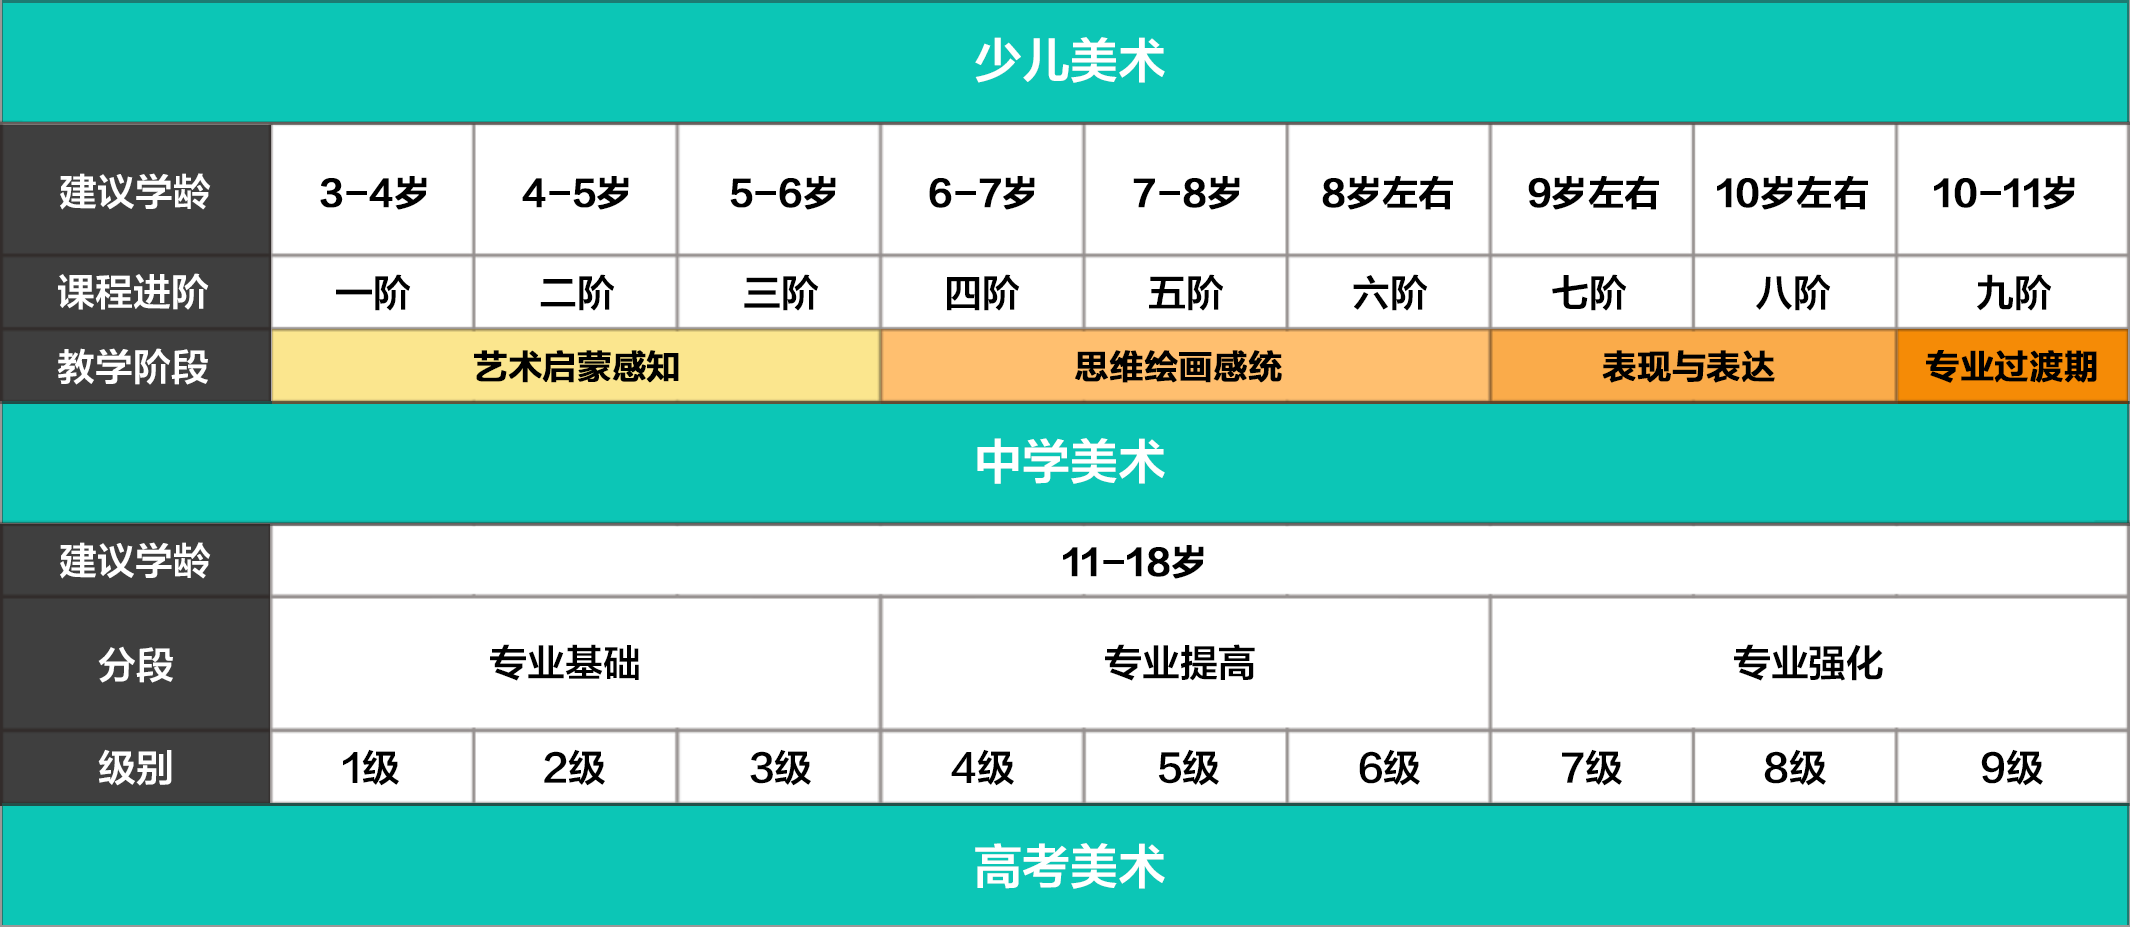 少儿美术
建议学龄 3-4岁 4-5岁 5-6岁 6-7岁 7-8岁 8岁左右 9岁左右 10岁左右 10-11岁
课程进阶 一阶 二阶 三阶 四阶 五阶 六阶 七阶 八阶 九阶
教学阶段 艺术启蒙感知 思维绘画感统 表现与表达 专业过渡期
中学美术
建议学龄 11-18岁
分段 专业基础 专业提高 专业强化
级别 1级 2级 3级 4级 5级 6级 7级 8级 9级
高考美术